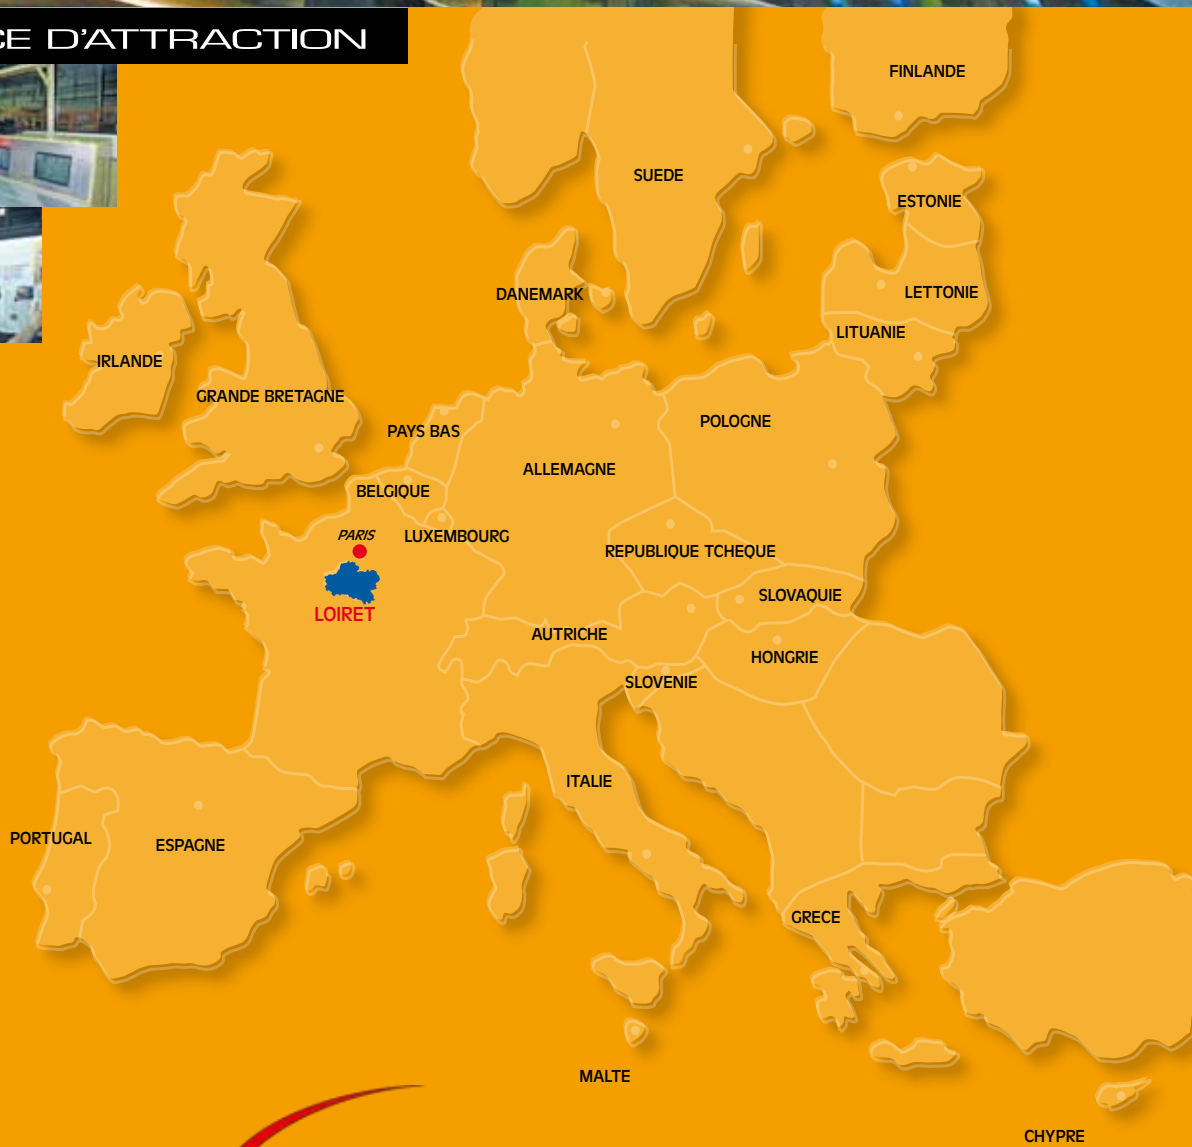 D'ATTRACTION
FINLANDE
SUEDE
ESTONIE
DANEMARK
LETTONIE
LITUANIE
IRLANDE
GRANDE BRETAGNE
PAYS BAS
POLOGNE
ALLEMAGNE
BELGIQUE
PARIS
LUXEMBOURG
REPUBLIQUE TCHEQUE
SLOVAQUIE
LOIRET
AUTRICHE
HONGRIE
SLOVENIE
ITALIE
PORTUGAL
ESPAGNE
GRECE
MALTE
CHYPRE